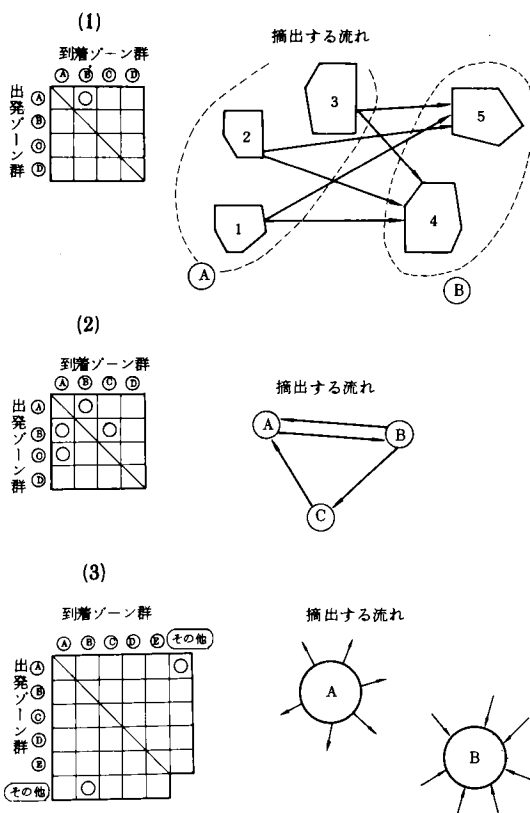 (1)
到着ゾーン群
Ⓐ Ⓑ Ⓒ Ⓓ
出発ゾーン群
Ⓐ
Ⓑ
Ⓒ
Ⓓ
摘出する流れ
3
5
2
1
4
Ⓐ
Ⓑ
(2)
到着ゾーン群
Ⓐ Ⓑ Ⓒ Ⓓ
出発ゾーン群
Ⓐ
Ⓑ
Ⓒ
Ⓓ
摘出する流れ
A
B
C
(3)
到着ゾーン群
Ⓐ Ⓑ Ⓒ Ⓓ Ⓔ その他
出発ゾーン群
Ⓐ
Ⓑ
Ⓒ
Ⓓ
Ⓔ
その他
摘出する流れ
A
B